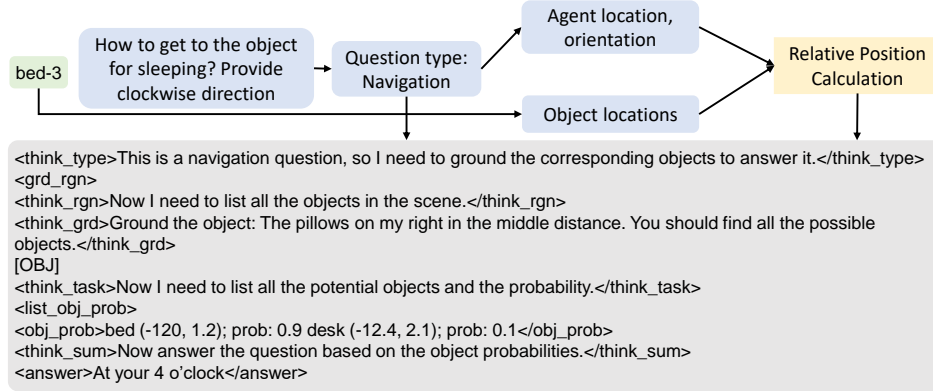 bed-3
How to get to the object
for sleeping? Provide
clockwise direction
Question type:
Navigation
Agent location,
orientation
Object locations
Relative Position
Calculation
<think_type>This is a navigation question, so I need to ground the corresponding objects to answer it.</think_type>
<grd_rgn>
<think_rgn>Now I need to list all the objects in the scene.</think_rgn>
<think_grd>Ground the object: The pillows on my right in the middle distance. You should find all the possible
objects.</think_grd>
[OBJ]
<think_task>Now I need to list all the potential objects and the probability.</think_task>
<list_obj_prob>
<obj_prob>bed (-120, 1.2); prob: 0.9 desk (-12.4, 2.1); prob: 0.1</obj_prob>
<think_sum>Now answer the question based on the object probabilities.</think_sum>
<answer>At your 4 o'clock</answer>